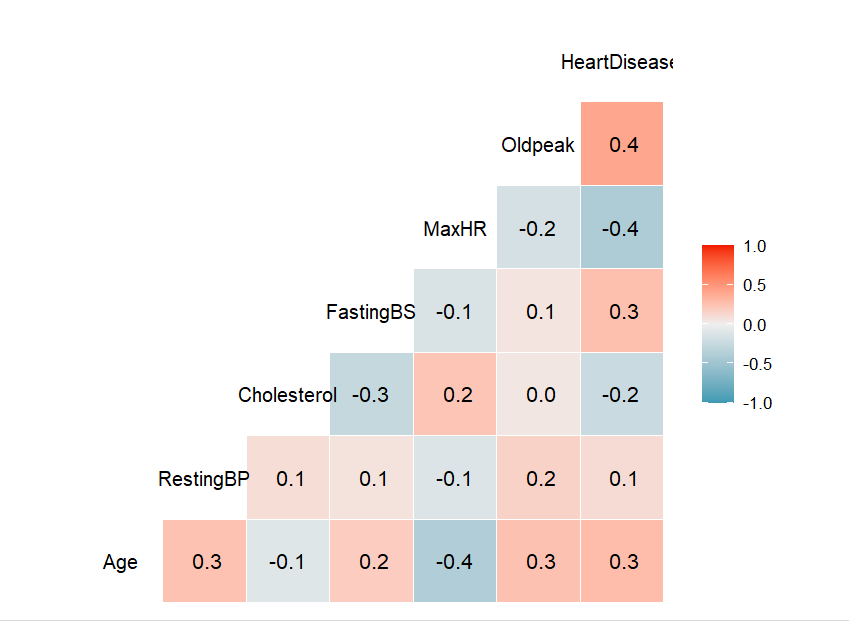 HeartDisease
Oldpeak 0.4
MaxHR -0.2 -0.4
FastingBS -0.1 0.1 0.3
Cholesterol -0.3 0.2 0.0 -0.2
RestingBP 0.1 0.1 -0.1 0.2 0.1
Age 0.3 -0.1 0.2 -0.4 0.3 0.3
1.0
0.5
0.0
-0.5
-1.0